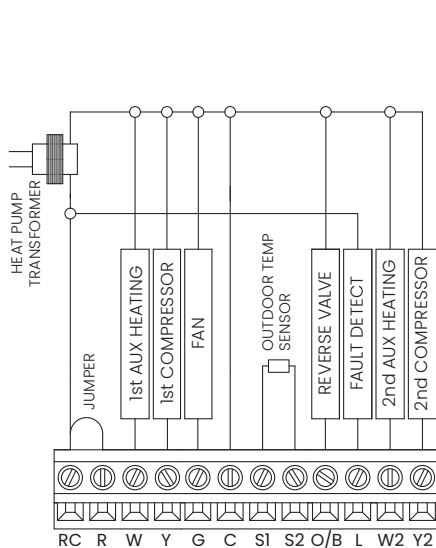 HEAT PUMP
TRANSFORMER
JUMPER
1st AUX HEATING
1st COMPRESSOR
FAN
OUTDOOR TEMP
SENSOR
REVERSE VALVE
FAULT DETECT
2nd AUX HEATING
2nd COMPRESSOR
RC R W Y G C S1 S2 O/B L W2 Y2